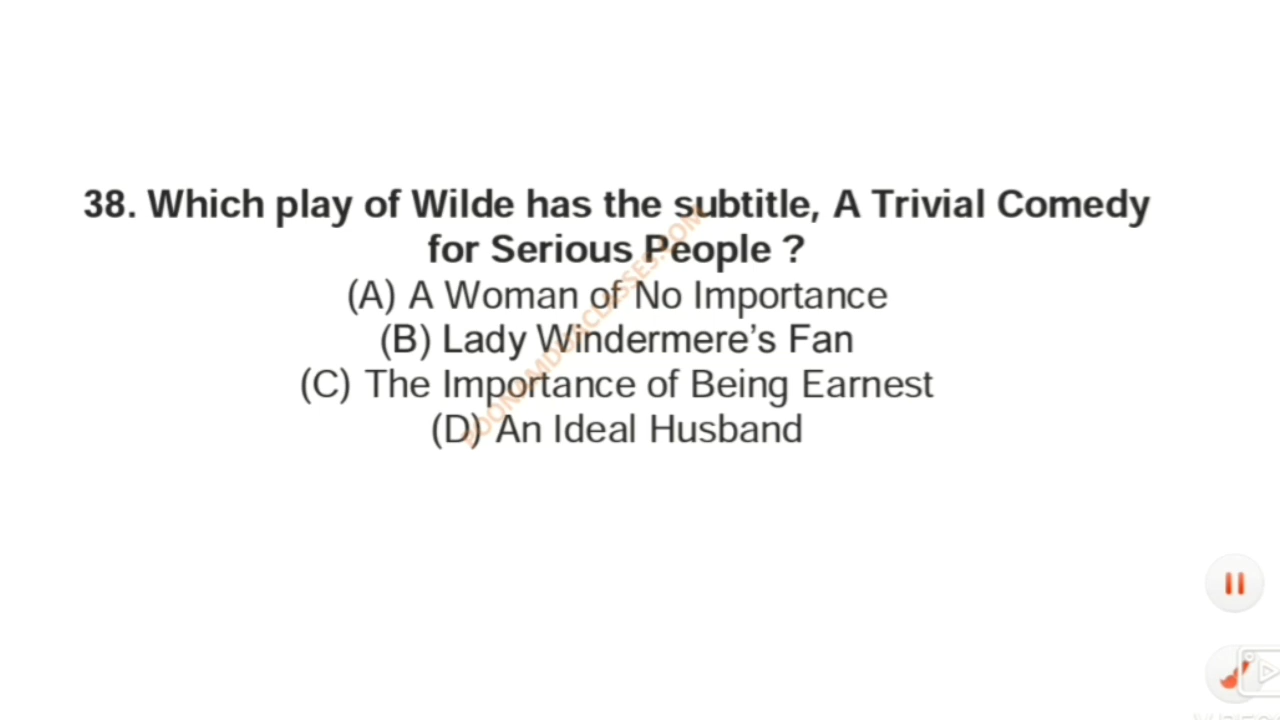 38. Which play of Wilde has the subtitle, A Trivial Comedy
for Serious People ?
(A) A Woman of No Importance
(B) Lady Windermere’s Fan
(C) The Importance of Being Earnest
(D) An Ideal Husband